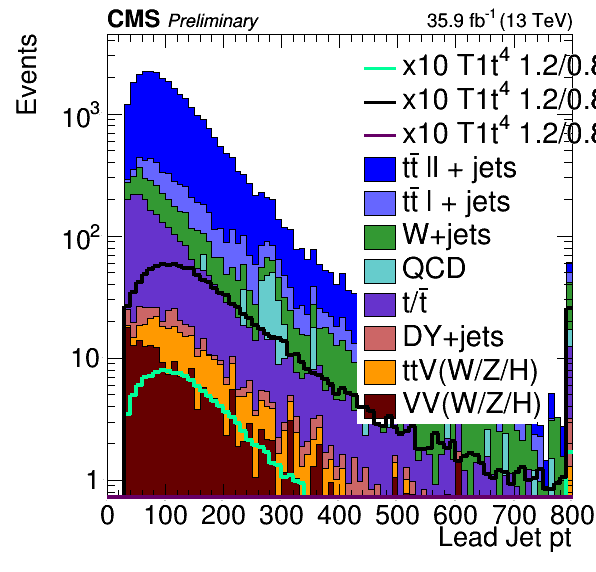 CMS Preliminary 35.9 fb⁻¹ (13 TeV)
Events
x10 T1t⁴ 1.2/0.8
x10 T1t⁴ 1.2/0.8
x10 T1t⁴ 1.2/0.8
tt̄ ll + jets
tt̄ l + jets
W+jets
QCD
t/t̄
DY+jets
ttV(W/Z/H)
VV(W/Z/H)
10³
10²
10
1
0 100 200 300 400 500 600 700 800
Lead Jet pt